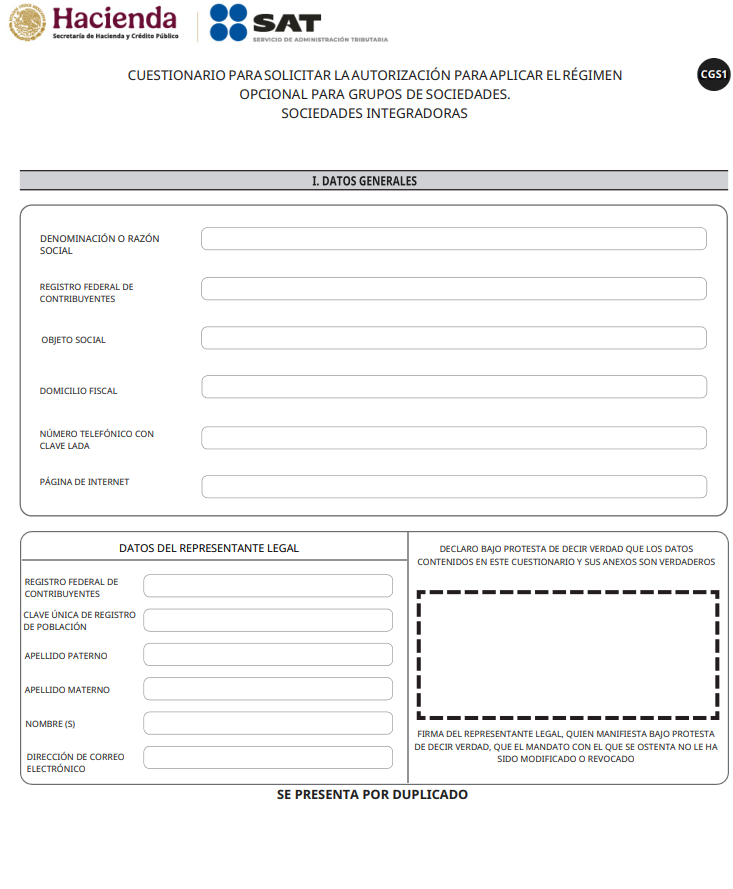 Hacienda
Secretaría de Hacienda y Crédito Público
SAT
SERVICIO DE ADMINISTRACIÓN TRIBUTARIA
CUESTIONARIO PARA SOLICITAR LA AUTORIZACIÓN PARA APLICAR EL RÉGIMEN
OPCIONAL PARA GRUPOS DE SOCIEDADES.
SOCIEDADES INTEGRADORAS
CGS1
I. DATOS GENERALES
DENOMINACIÓN O RAZÓN
SOCIAL
REGISTRO FEDERAL DE
CONTRIBUYENTES
OBJETO SOCIAL
DOMICILIO FISCAL
NÚMERO TELEFÓNICO CON
CLAVE LADA
PÁGINA DE INTERNET
DATOS DEL REPRESENTANTE LEGAL
REGISTRO FEDERAL DE
CONTRIBUYENTES
CLAVE ÚNICA DE REGISTRO
DE POBLACIÓN
APELLIDO PATERNO
APELLIDO MATERNO
NOMBRE (S)
DIRECCIÓN DE CORREO
ELECTRÓNICO
DECLARO BAJO PROTESTA DE DECIR VERDAD QUE LOS DATOS
CONTENIDOS EN ESTE CUESTIONARIO Y SUS ANEXOS SON VERDADEROS
FIRMA DEL REPRESENTANTE LEGAL, QUIEN MANIFIESTA BAJO PROTESTA
DE DECIR VERDAD, QUE EL MANDATO CON EL QUE SE OSTENTA NO LE HA
SIDO MODIFICADO O REVOCADO
SE PRESENTA POR DUPLICADO